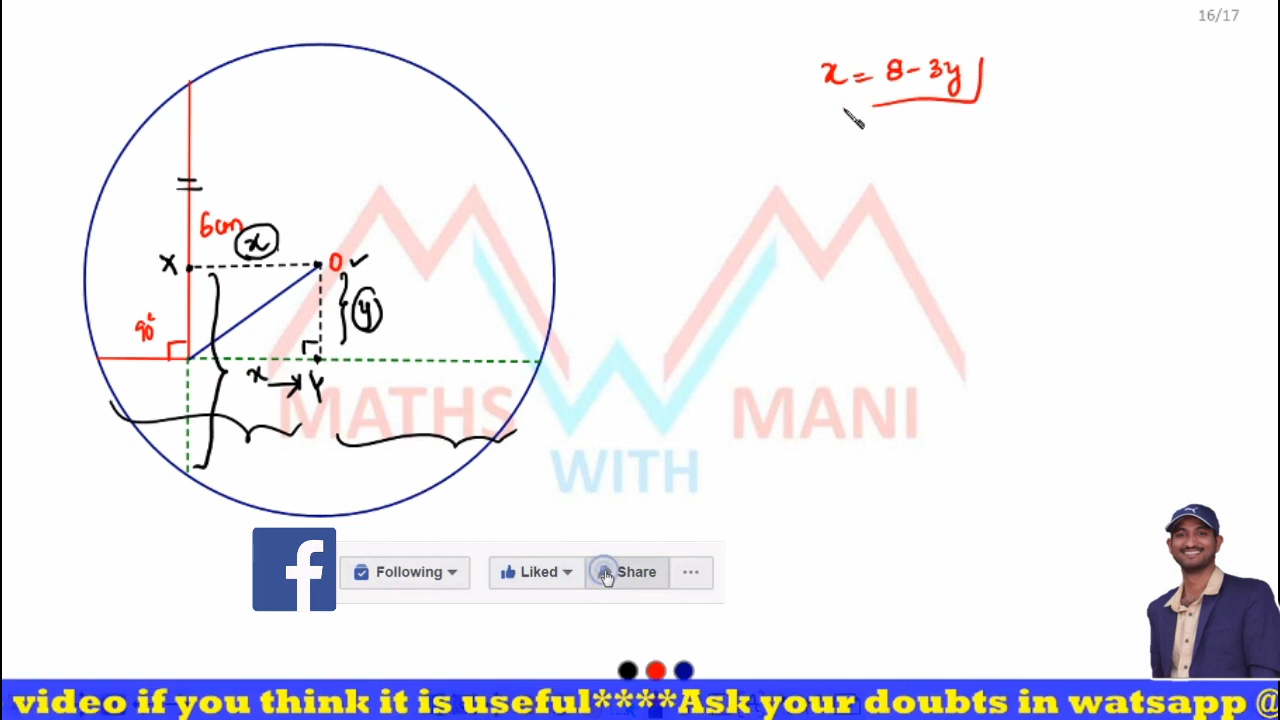 16/17
x = 8 - 3y
=
6cm
x
X
O
90°
y
x → Y
MATHS MANI
WITH
f Following Liked Share ...
video if you think it is useful****Ask your doubts in watsapp @